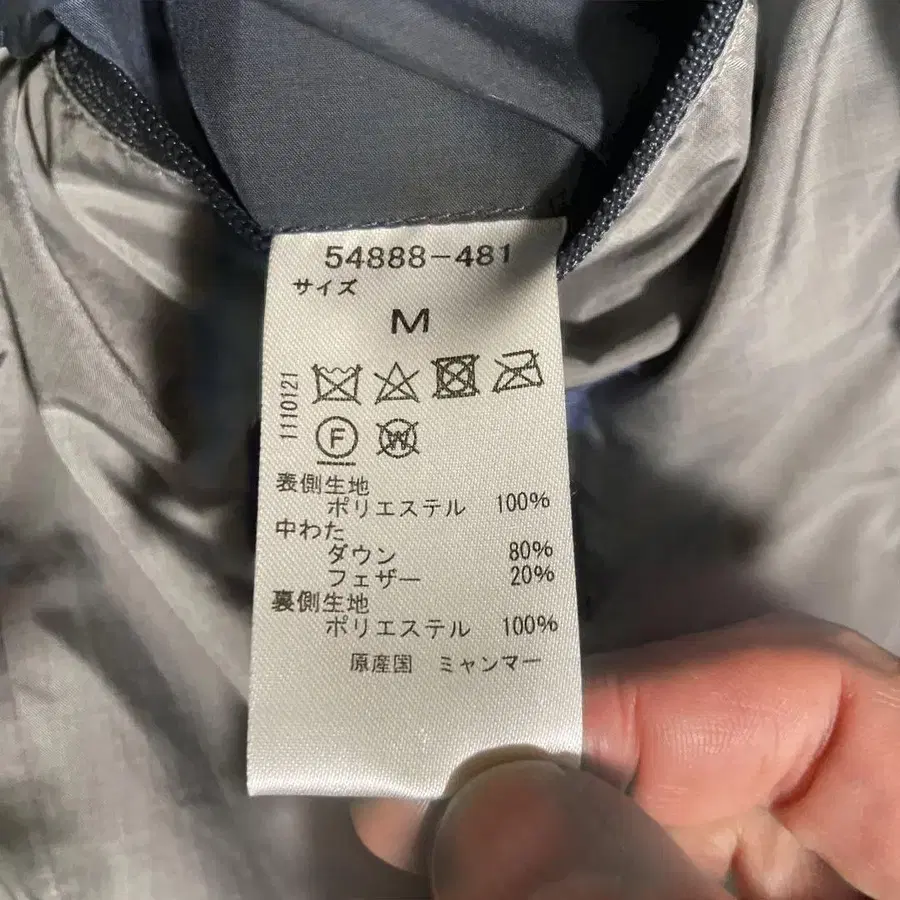 54888-481
サイズ
M
1110121
F
W
表側生地
ポリエステル 100%
中わた
ダウン 80%
フェザー 20%
裏側生地
ポリエステル 100%
原産国 ミャンマー